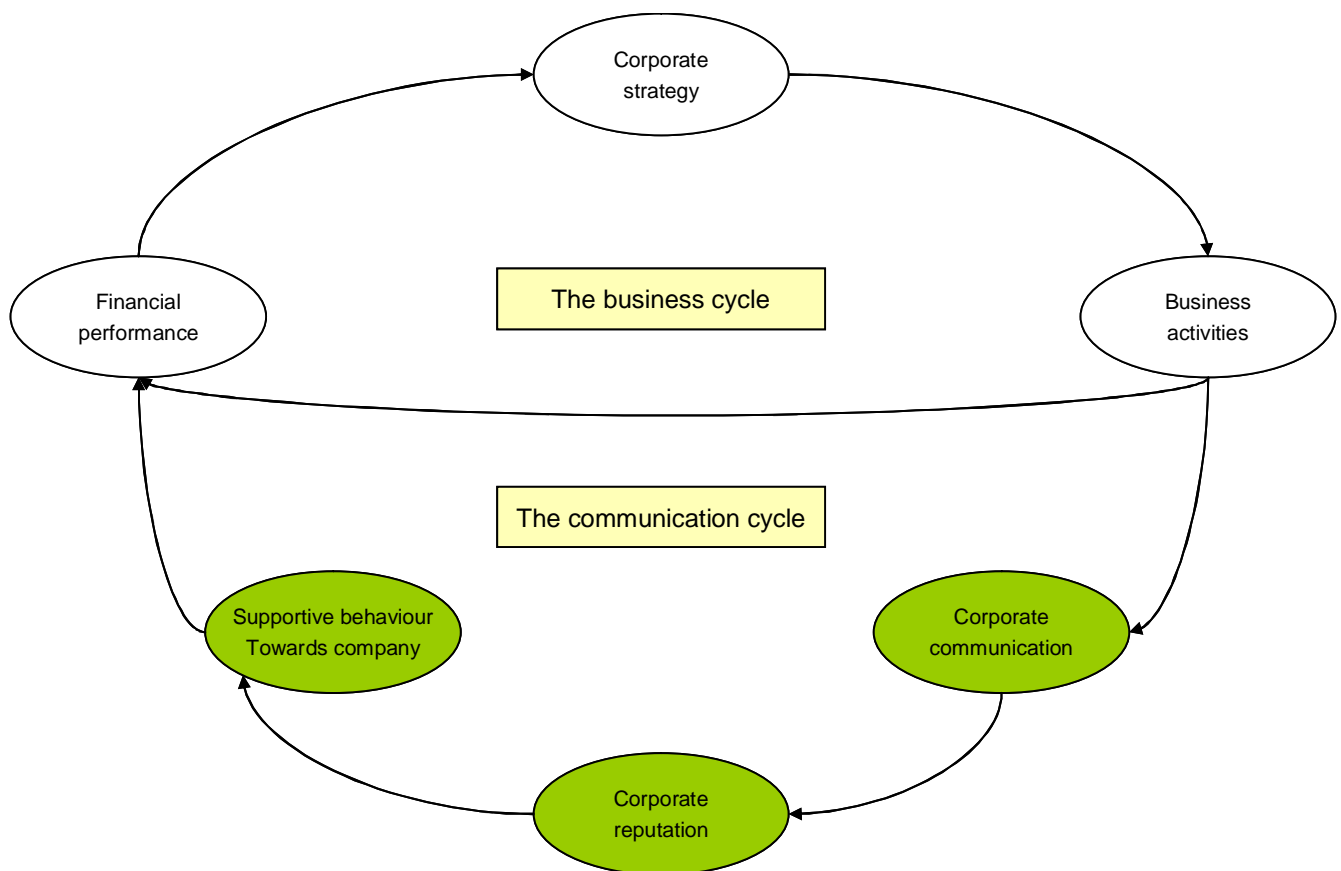 Corporate
strategy
Financial
performance
The business cycle
Business
activities
The communication cycle
Supportive behaviour
Towards company
Corporate
communication
Corporate
reputation